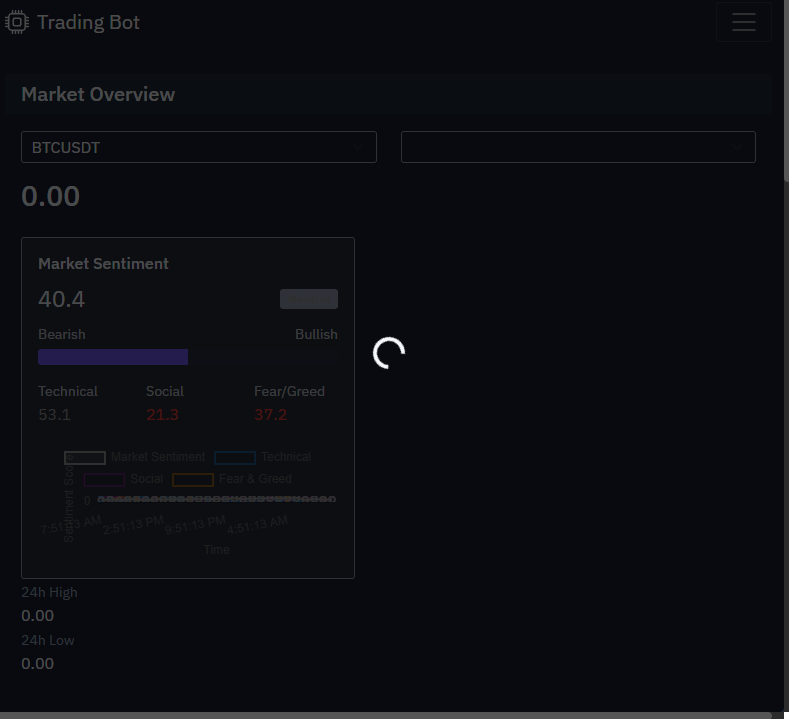 Trading Bot
Market Overview
BTCUSDT
0.00
Market Sentiment
40.4
Bearish Bullish
Technical Social Fear/Greed
53.1 21.3 37.2
Market Sentiment Technical
Social Fear & Greed
Sentiment Score
0
7:51:13 AM 2:51:13 PM 9:51:13 PM 4:51:13 AM
Time
24h High
0.00
24h Low
0.00